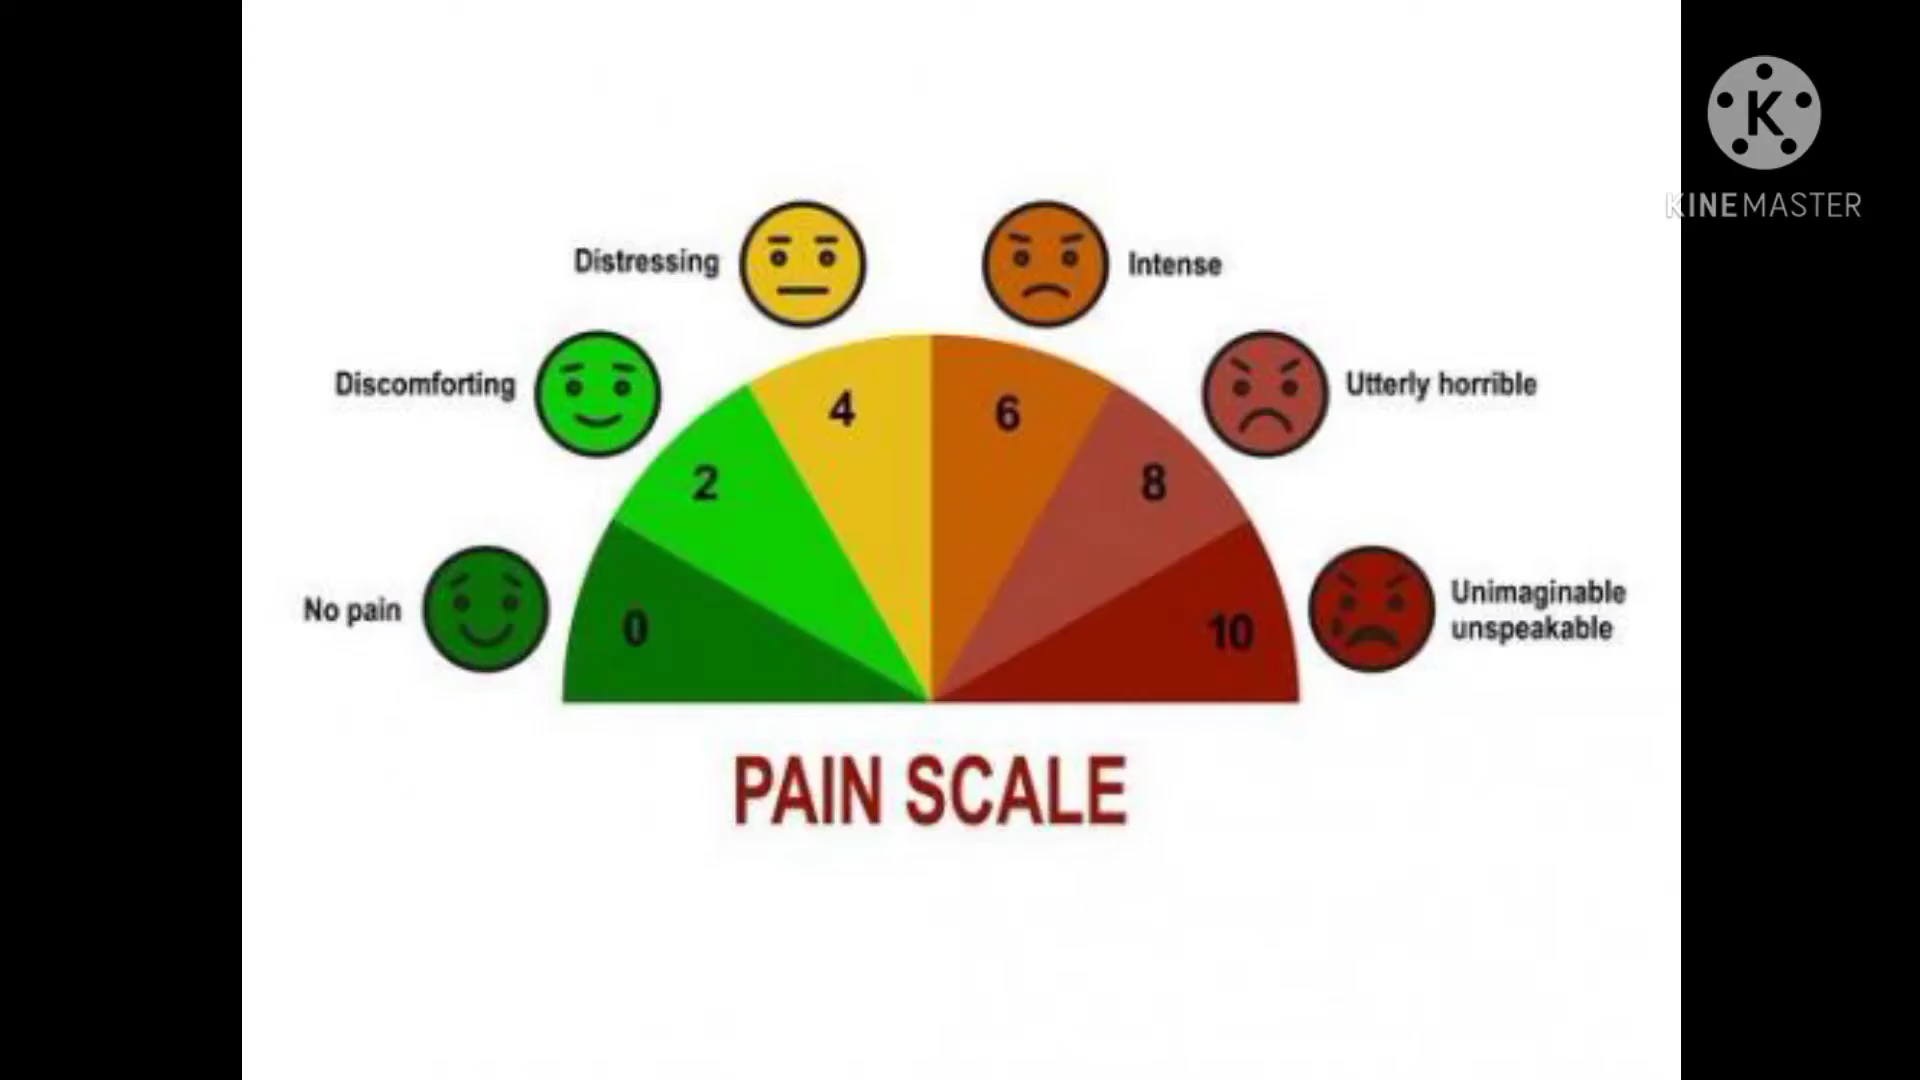 K
KINEMASTER
Distressing
Intense
Discomforting
Utterly horrible
4
6
2
8
No pain
0
10
Unimaginable
unspeakable
PAIN SCALE